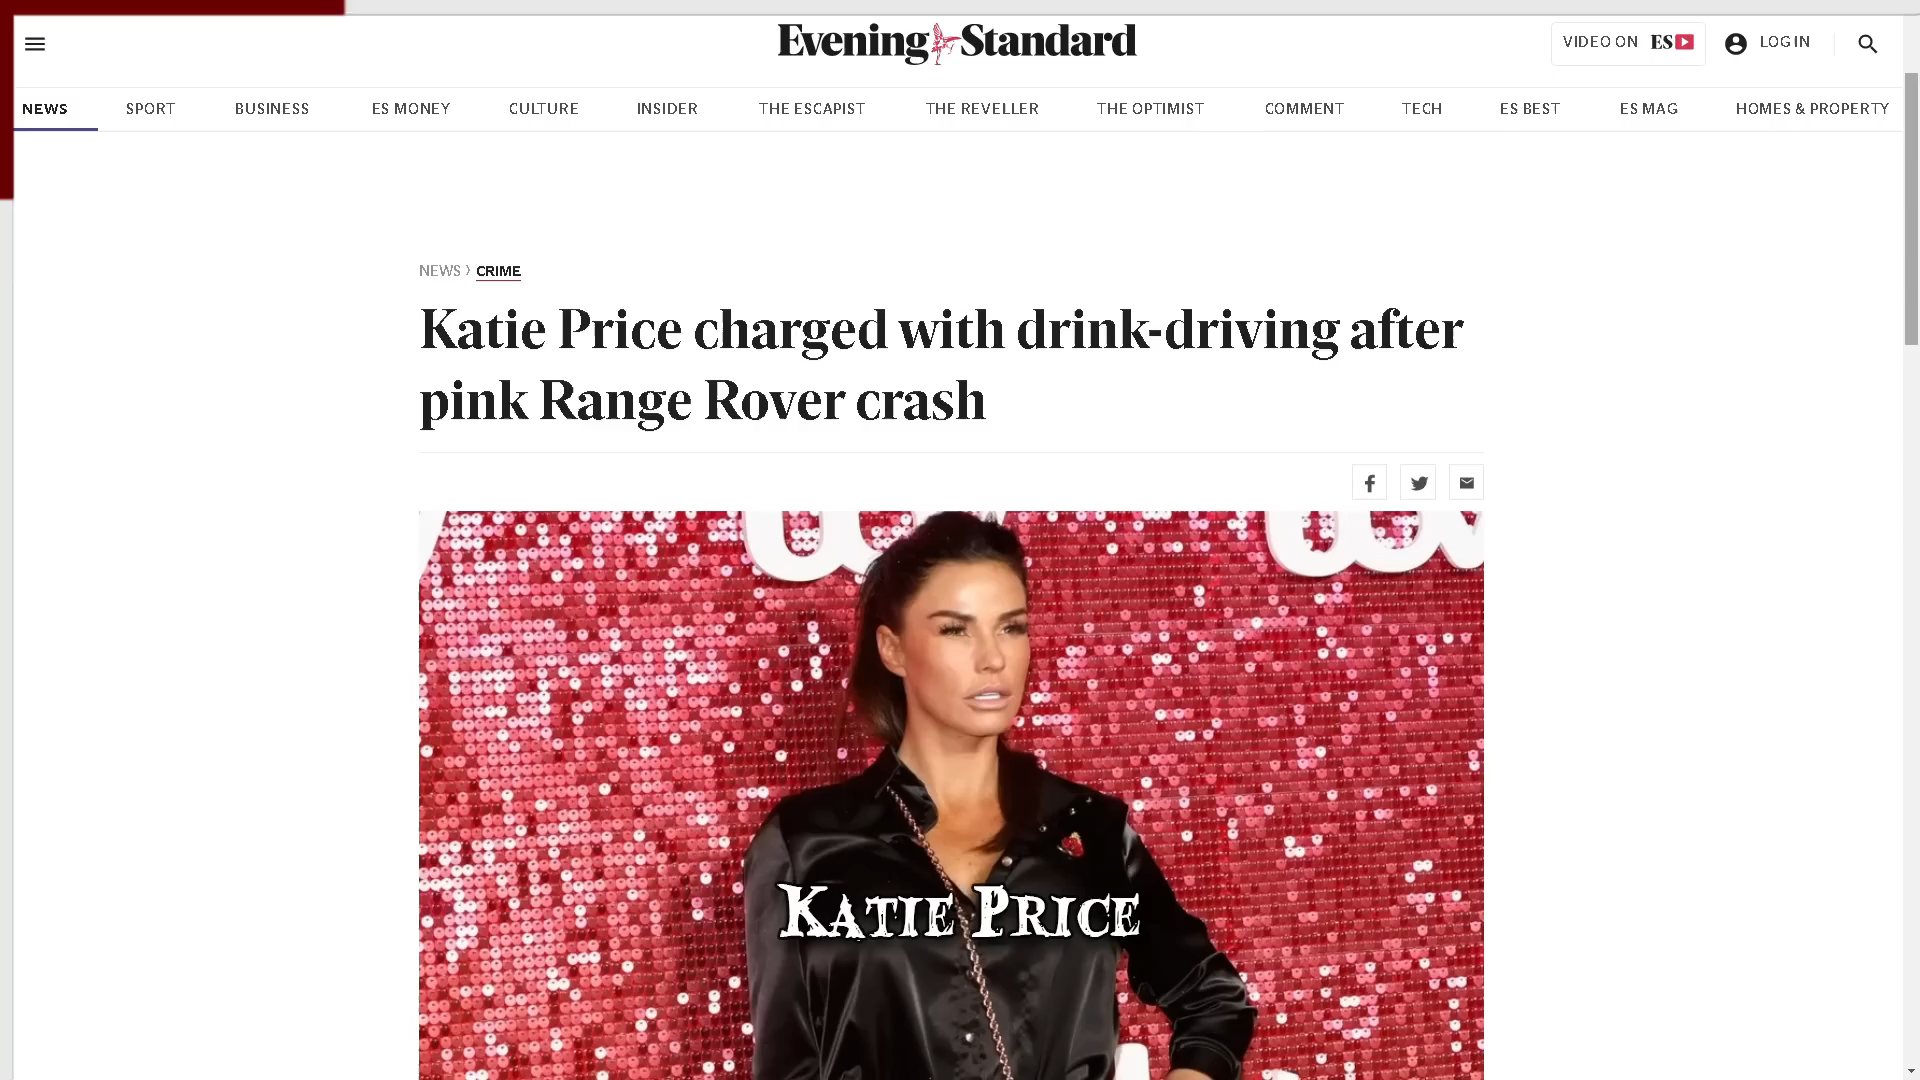 Evening Standard
VIDEO ON ES
LOG IN
NEWS SPORT BUSINESS ES MONEY CULTURE INSIDER THE ESCAPIST THE REVELLER THE OPTIMIST COMMENT TECH ES BEST ES MAG HOMES & PROPERTY
NEWS > CRIME
Katie Price charged with drink-driving after
pink Range Rover crash
KATIE PRICE